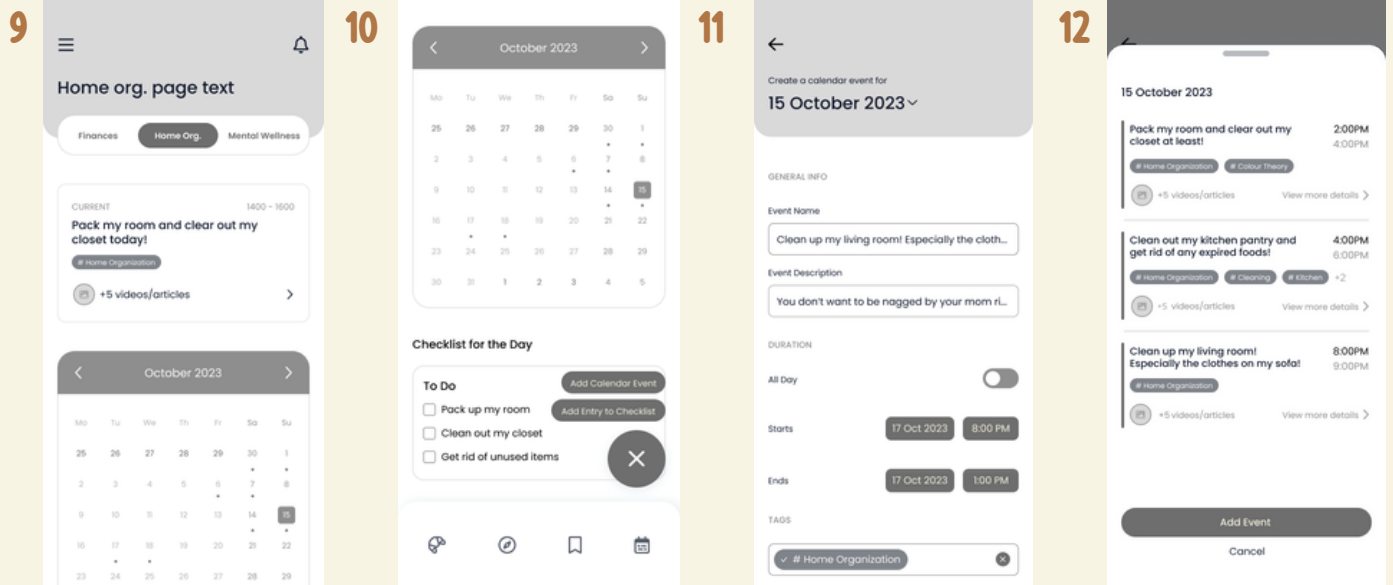 9
Home org. page text
Finances Home Org. Mental Wellness
CURRENT 1400 - 1600
Pack my room and clear out my
closet today!
# Home Organization
+5 videos/articles
October 2023
Mo Tu We Th Fr Sa Su
25 26 27 28 29 30 1
2 3 4 5 6 7 8
9 10 11 12 13 14 15
16 17 18 19 20 21 22
23 24 25 26 27 28 29
10
October 2023
Mo Tu We Th Fr Sa Su
25 26 27 28 29 30 1
2 3 4 5 6 7 8
9 10 11 12 13 14 15
16 17 18 19 20 21 22
23 24 25 26 27 28 29
30 31 1 2 3 4 5
Checklist for the Day
To Do
Add Calendar Event
Pack up my room
Add Entry to Checklist
Clean out my closet
Get rid of unused items
11
Create a calendar event for
15 October 2023
GENERAL INFO
Event Name
Clean up my living room! Especially the cloth...
Event Description
You don't want to be nagged by your mom ri...
DURATION
All Day
Starts 17 Oct 2023 8:00 PM
Ends 17 Oct 2023 1:00 PM
TAGS
# Home Organization
12
15 October 2023
Pack my room and clear out my 2:00PM
closet at least! 4:00PM
# Home Organization # Colour Theory
+5 videos/articles View more details
Clean out my kitchen pantry and 4:00PM
get rid of any expired foods! 6:00PM
# Home Organization # Cleaning # Kitchen +2
+5 videos/articles View more details
Clean up my living room! 8:00PM
Especially the clothes on my sofa! 9:00PM
# Home Organization
+5 videos/articles View more details
Add Event
Cancel